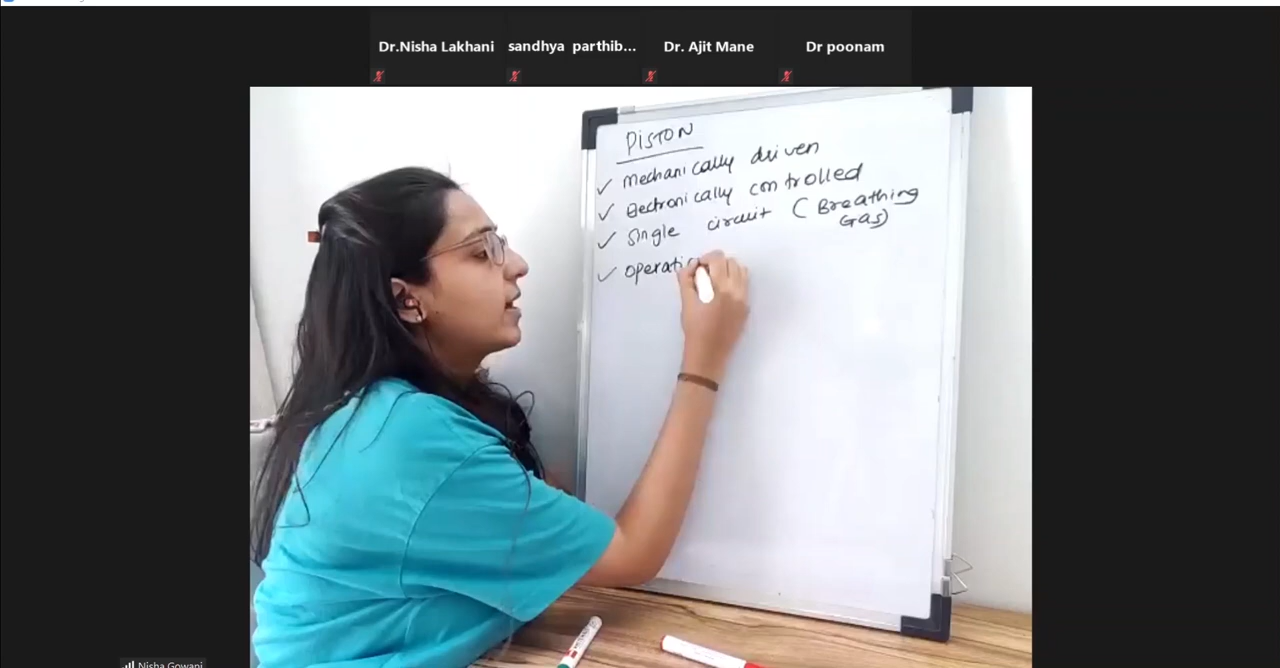 Dr.Nisha Lakhani
sandhya parthib...
Dr. Ajit Mane
Dr poonam
PISTON
✓ Mechanically driven
✓ Electronically controlled
✓ Single circuit (Breathing
Gas)
✓ Operatio
Nisha Gowani